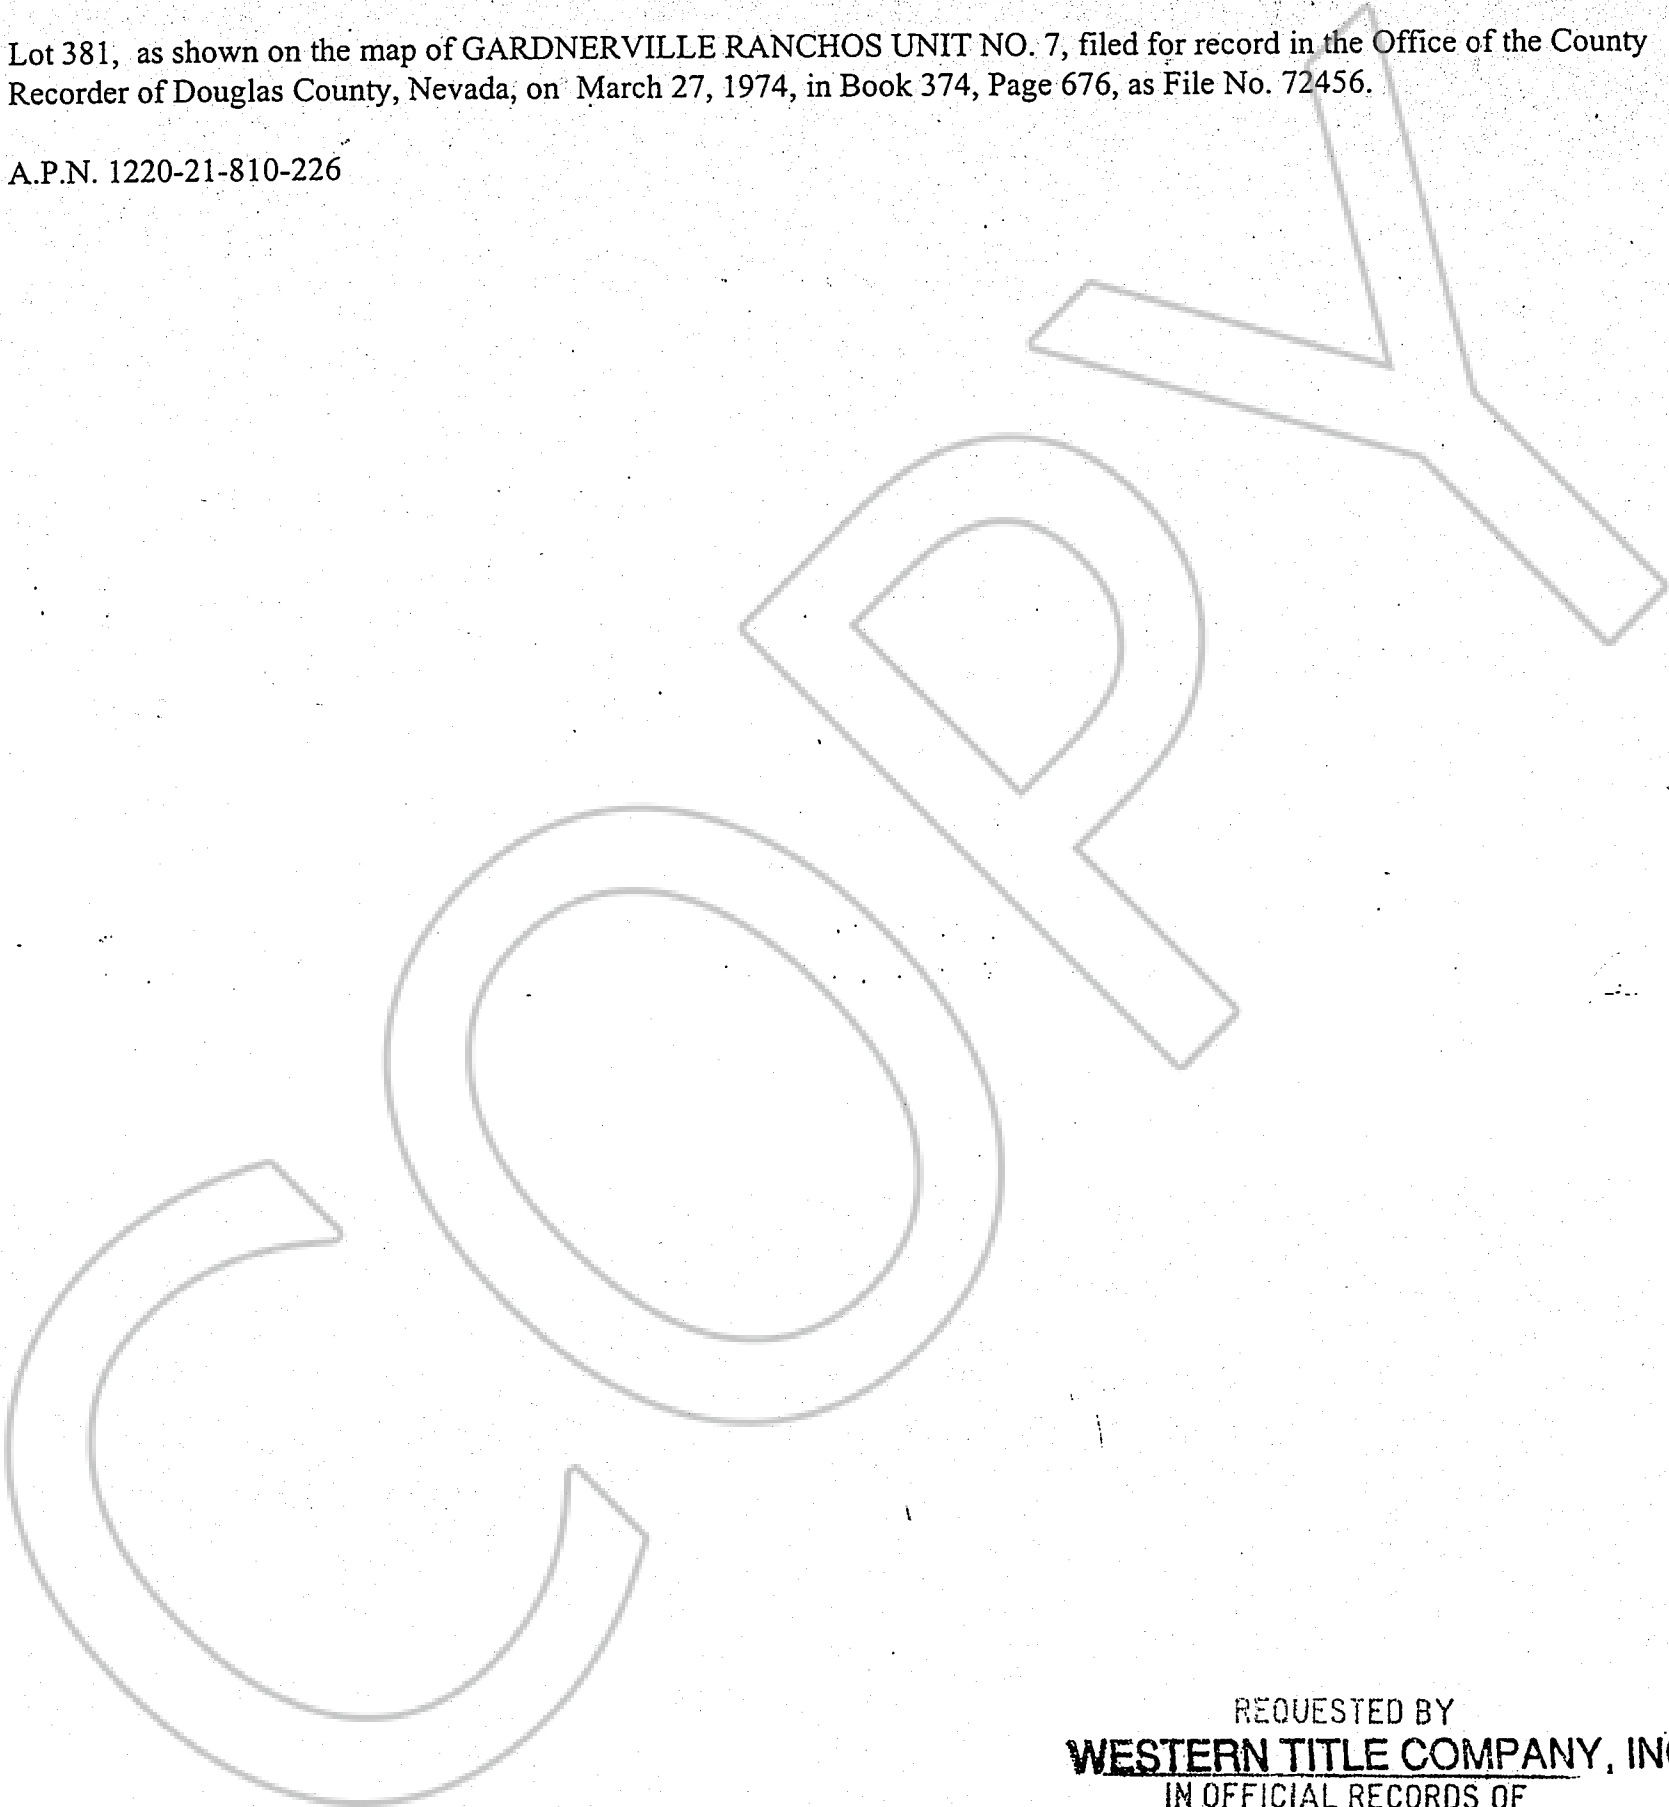 Lot 381, as shown on the map of GARDNERVILLE RANCHOS UNIT NO. 7, filed for record in the Office of the County
Recorder of Douglas County, Nevada, on March 27, 1974, in Book 374, Page 676, as File No. 72456.
A.P.N. 1220-21-810-226
COPY
REQUESTED BY
WESTERN TITLE COMPANY, INC
IN OFFICIAL RECORDS OF